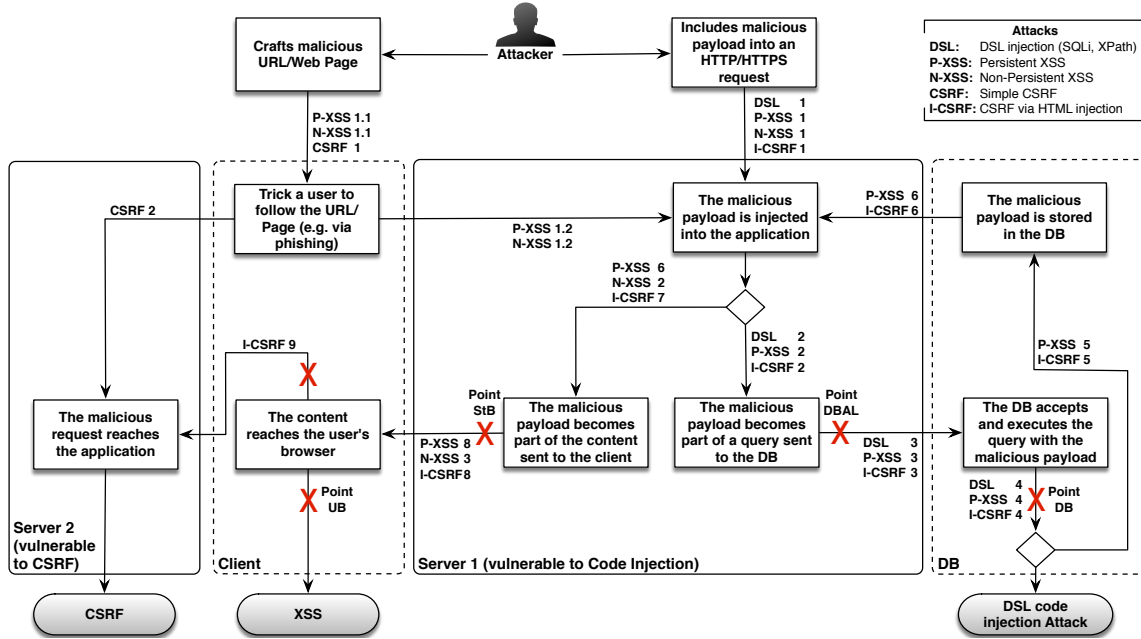 Attacker
Crafts malicious
URL/Web Page
Includes malicious
payload into an
HTTP/HTTPS
request
Attacks
DSL: DSL injection (SQLi, XPath)
P-XSS: Persistent XSS
N-XSS: Non-Persistent XSS
CSRF: Simple CSRF
I-CSRF: CSRF via HTML injection
P-XSS 1.1
N-XSS 1.1
CSRF 1
DSL 1
P-XSS 1
N-XSS 1
I-CSRF 1
CSRF 2
Trick a user to
follow the URL/
Page (e.g. via
phishing)
P-XSS 1.2
N-XSS 1.2
The malicious
payload is injected
into the application
P-XSS 6
I-CSRF 6
The malicious
payload is stored
in the DB
P-XSS 6
N-XSS 2
I-CSRF 7
DSL 2
P-XSS 2
I-CSRF 2
P-XSS 5
I-CSRF 5
I-CSRF 9
The malicious
request reaches
the application
The content
reaches the user's
browser
Point
StB
P-XSS 8
N-XSS 3
I-CSRF8
The malicious
payload becomes
part of the content
sent to the client
The malicious
payload becomes
part of a query sent
to the DB
Point
DBAL
DSL 3
P-XSS 3
I-CSRF 3
The DB accepts
and executes the
query with the
malicious payload
Point
UB
DSL 4
P-XSS 4
I-CSRF 4
Point
DB
Server 2
(vulnerable
to CSRF)
Client
Server 1 (vulnerable to Code Injection)
DB
CSRF
XSS
DSL code
injection Attack